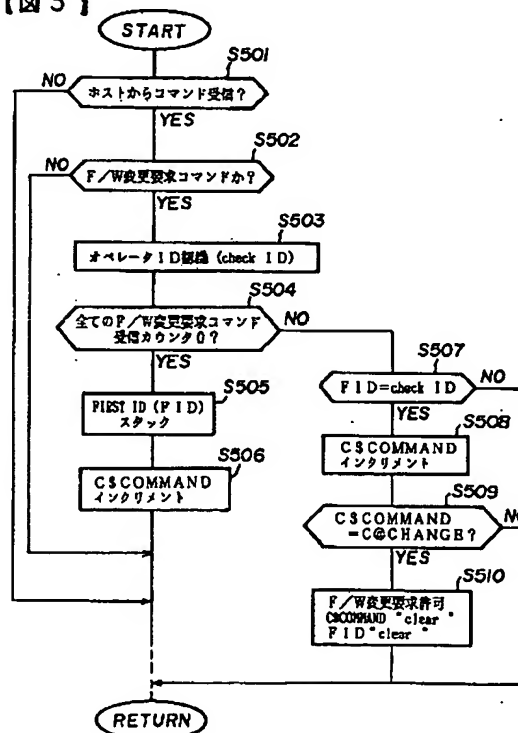 【図5】
START
S501
NO
ホストからコマンド受信？
YES
S502
NO
F／W変更要求コマンドか？
YES
S503
オペレータID認識 (check ID)
S504
全てのF／W変更要求コマンド
受信カウンタ0？
NO
YES
S505
FIRST ID (FID)
スタック
S506
C$COMMAND
インクリメント
S507
FID=check ID
NO
YES
S508
C$COMMAND
インクリメント
S509
C$COMMAND
=C@CHANGE?
NO
YES
S510
F／W変更要求許可
C$COMMAND "clear"
FID "clear"
RETURN